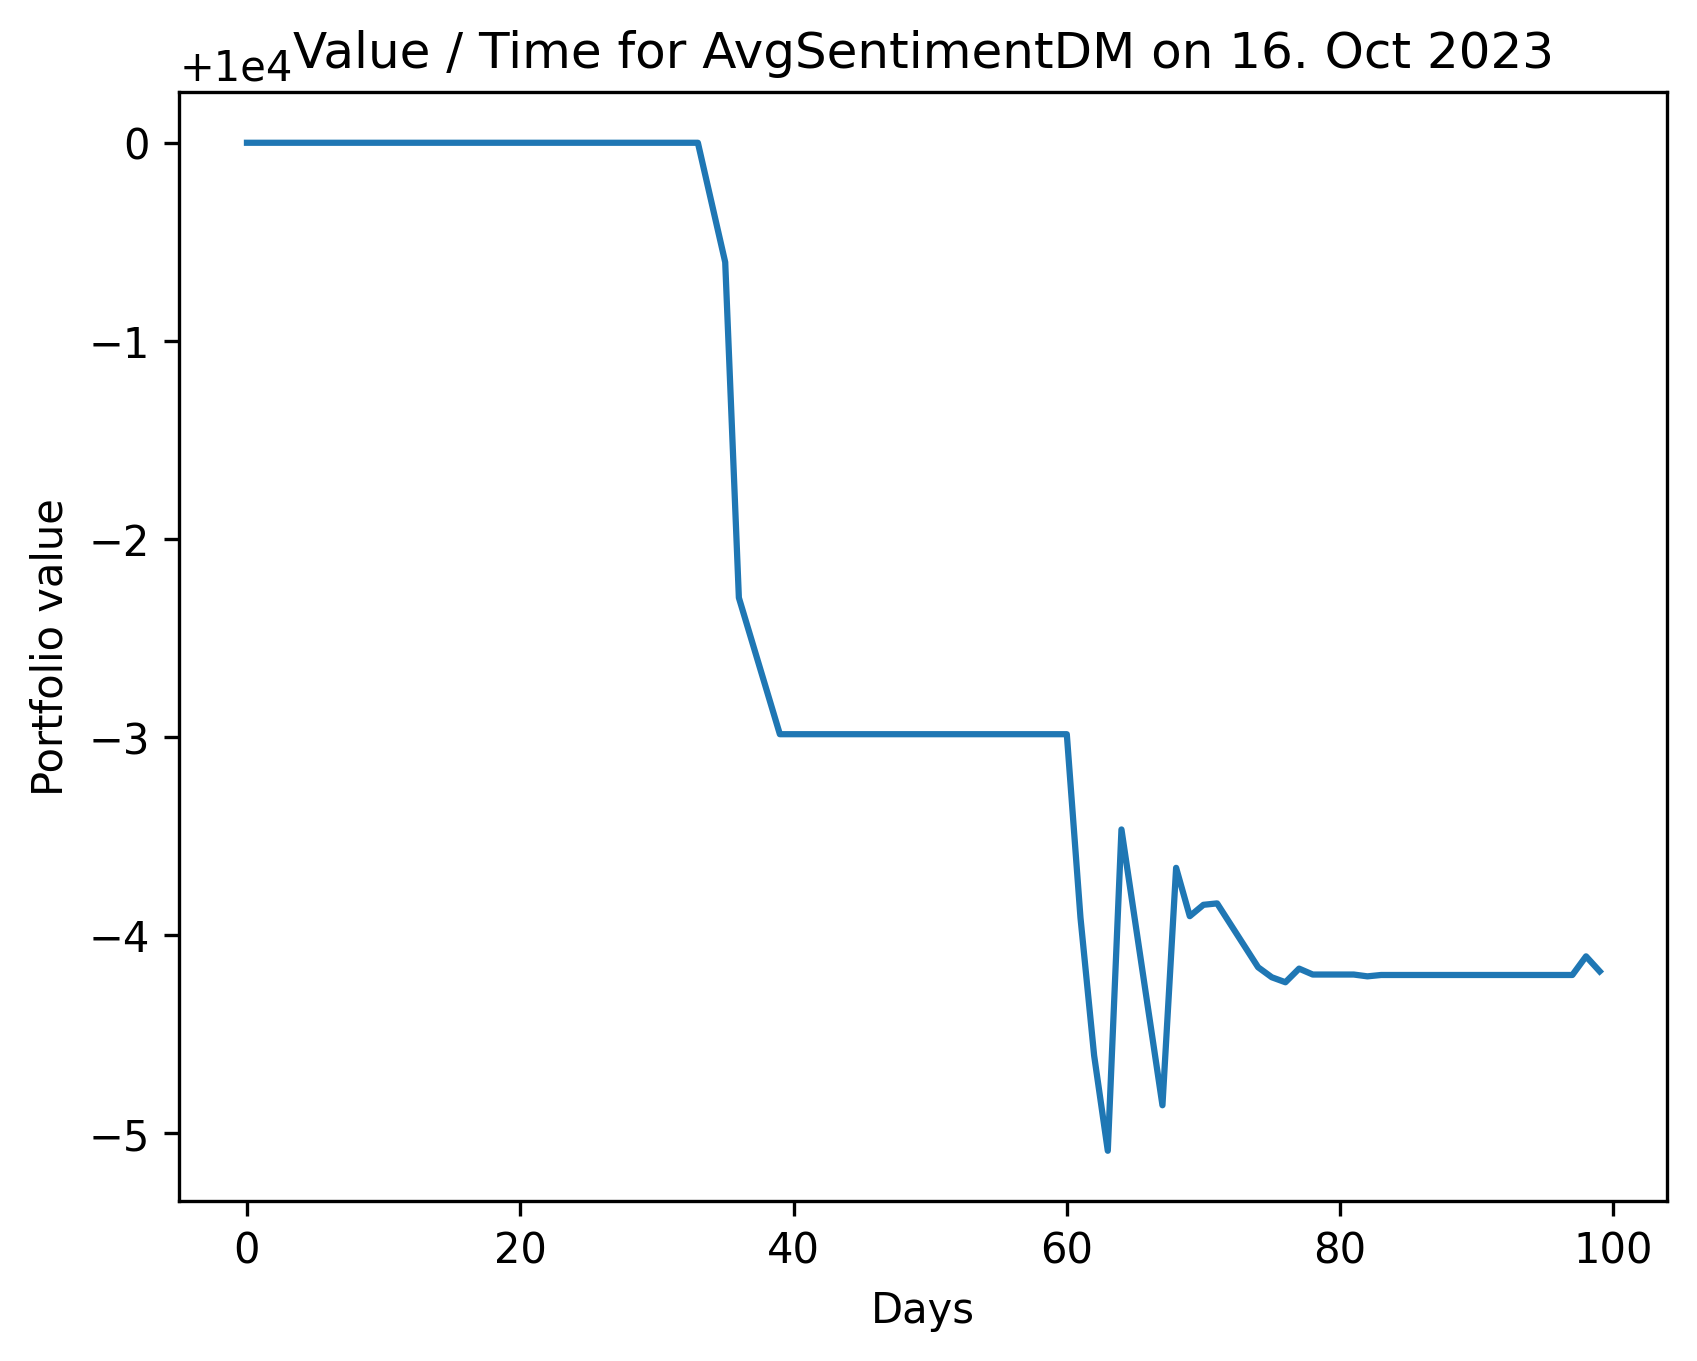 Value / Time for AvgSentimentDM on 16. Oct 2023
+1e4
0
−1
−2
−3
−4
−5
Portfolio value
0 20 40 60 80 100
Days